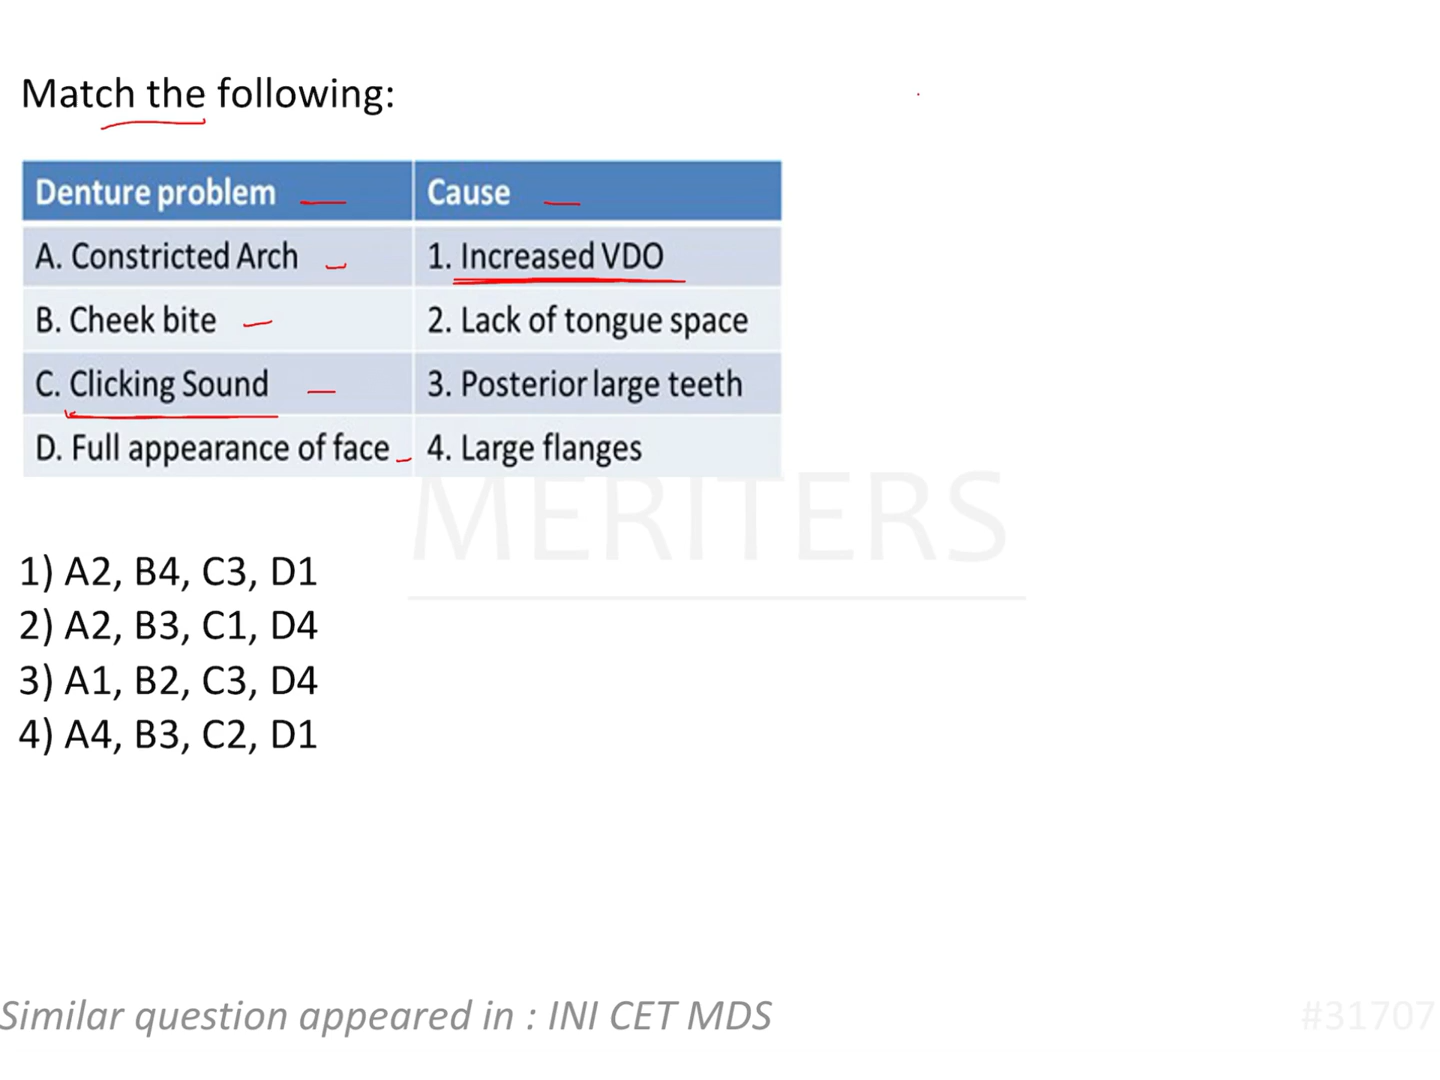 Match the following:
Denture problem Cause
A. Constricted Arch 1. Increased VDO
B. Cheek bite 2. Lack of tongue space
C. Clicking Sound 3. Posterior large teeth
D. Full appearance of face 4. Large flanges
MERITERS
1) A2, B4, C3, D1
2) A2, B3, C1, D4
3) A1, B2, C3, D4
4) A4, B3, C2, D1
Similar question appeared in : INI CET MDS
#31707